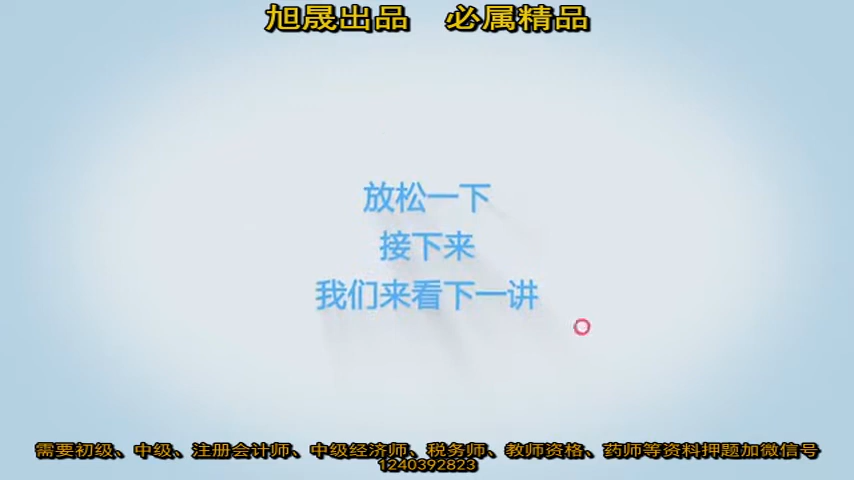 旭晟出品 必属精品
放松一下
接下来
我们来看下一讲
需要初级、中级、注册会计师、中级经济师、税务师、教师资格、药师等资料押题加微信号
1240392823